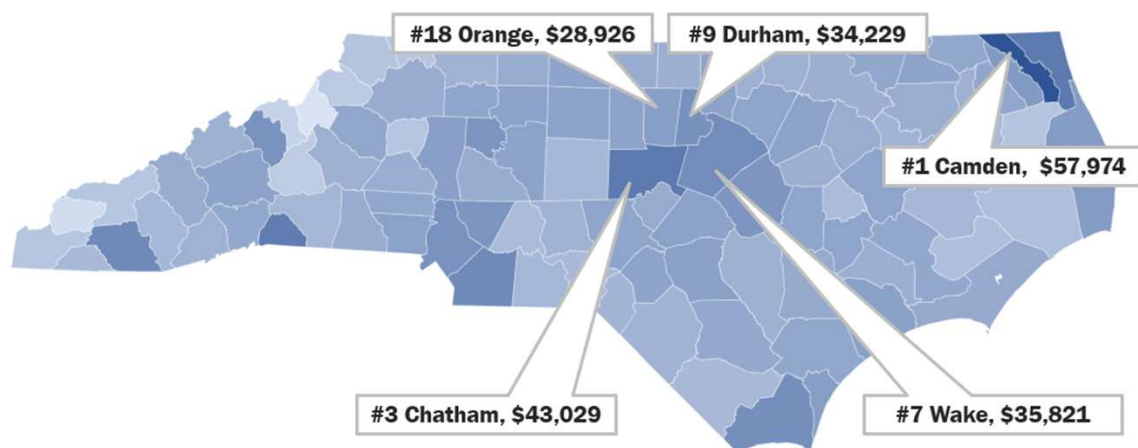 #18 Orange, $28,926
#9 Durham, $34,229
#1 Camden, $57,974
#3 Chatham, $43,029
#7 Wake, $35,821